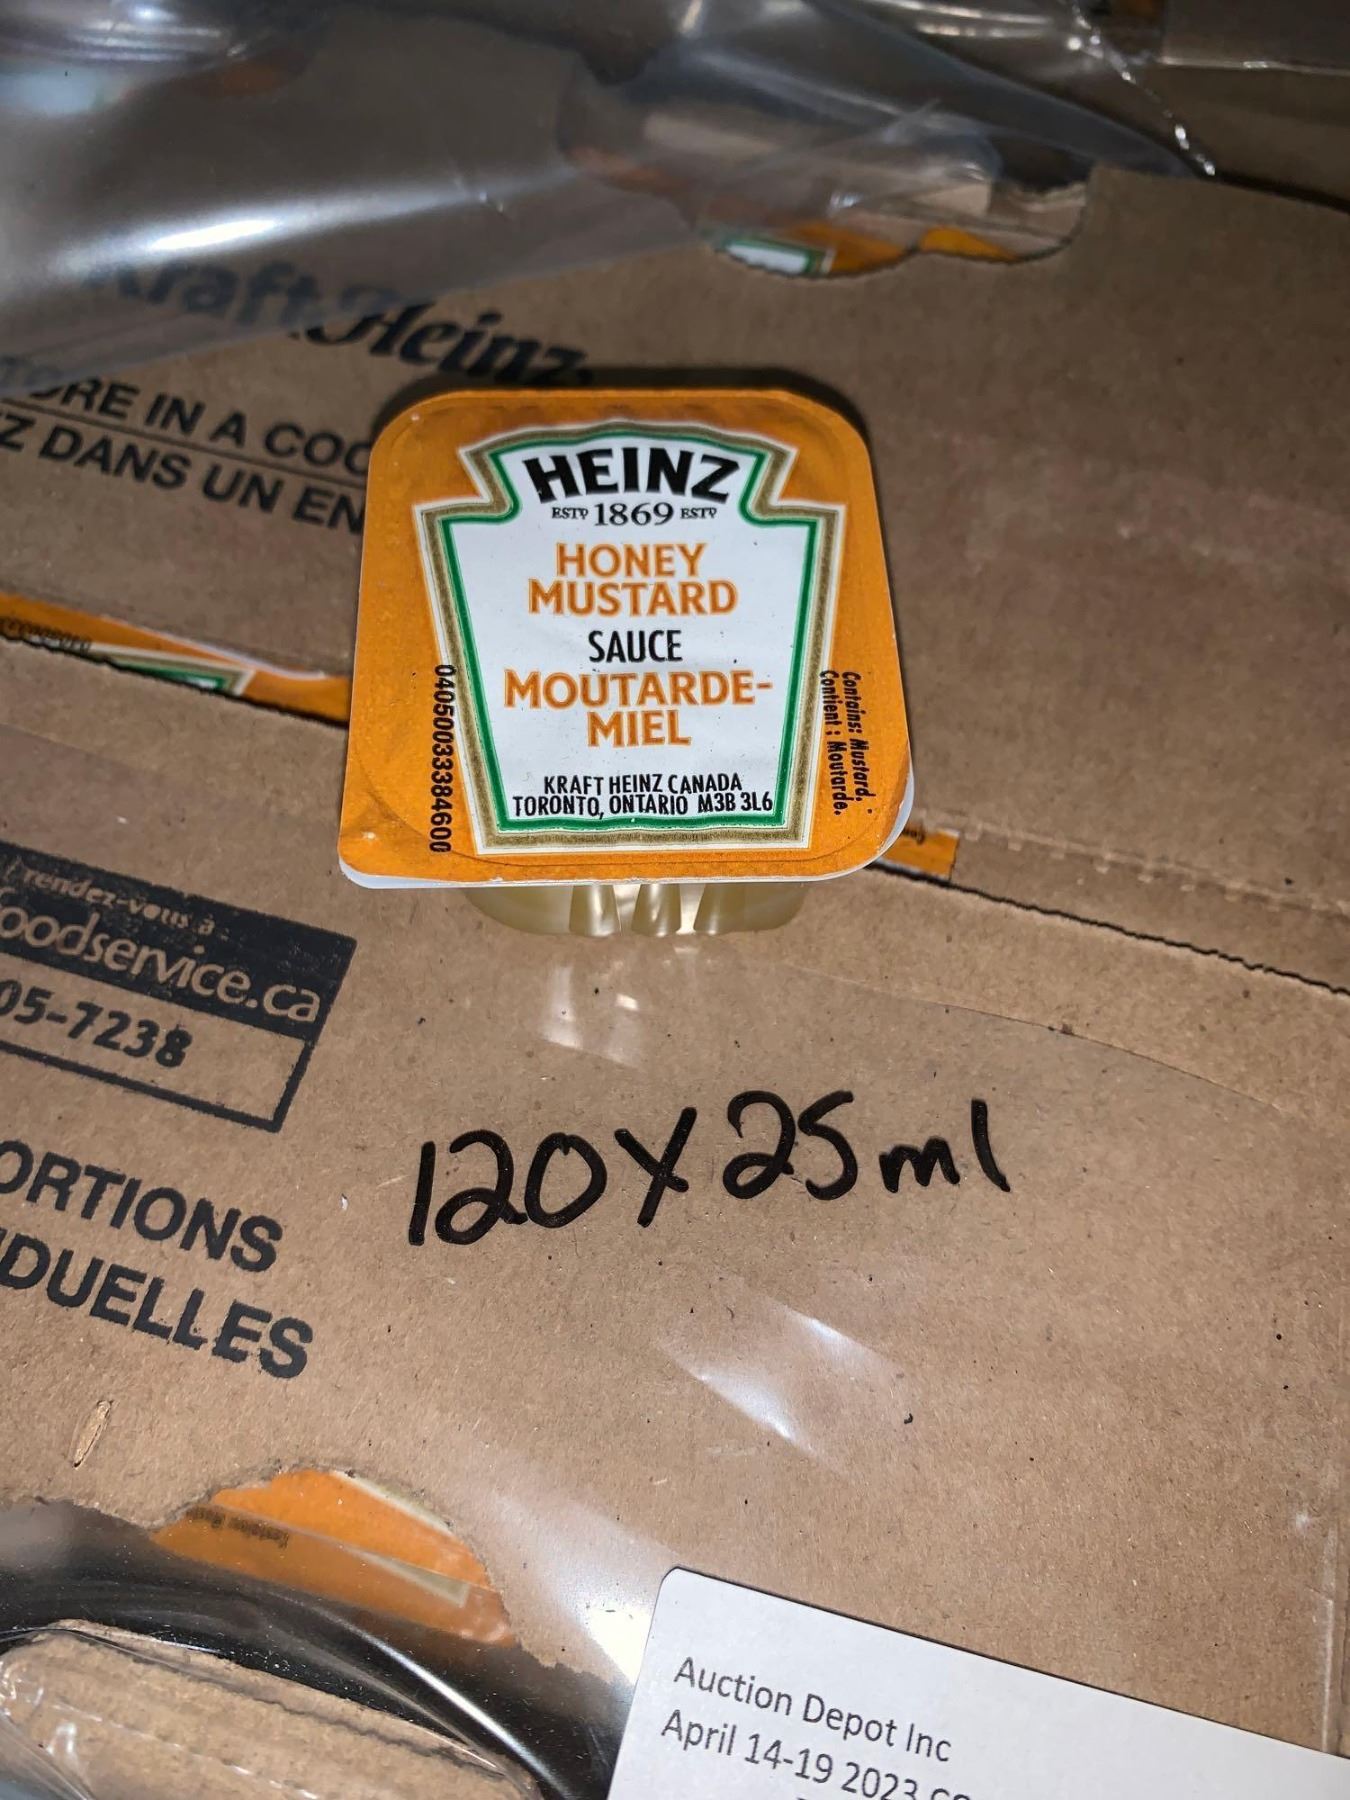 Kraft Heinz
ORE IN A COO
Z DANS UN EN
HEINZ
ESTD 1869 ESTD
HONEY
MUSTARD
SAUCE
MOUTARDE-
MIEL
KRAFT HEINZ CANADA
TORONTO, ONTARIO M3B 3L6
04050033384600
Contains: Mustard.
Contient : Moutarde.
rendez-vous à
oodservice.ca
05-7238
ORTIONS
DUELLES
120X25ml
Auction Depot Inc
April 14-19 2023